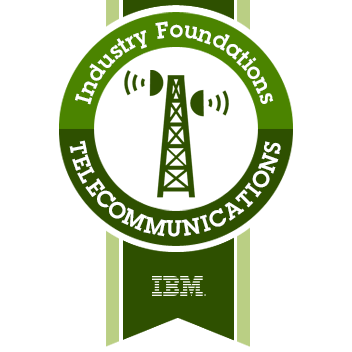 Industry Foundations
TELECOMMUNICATIONS
IBM.